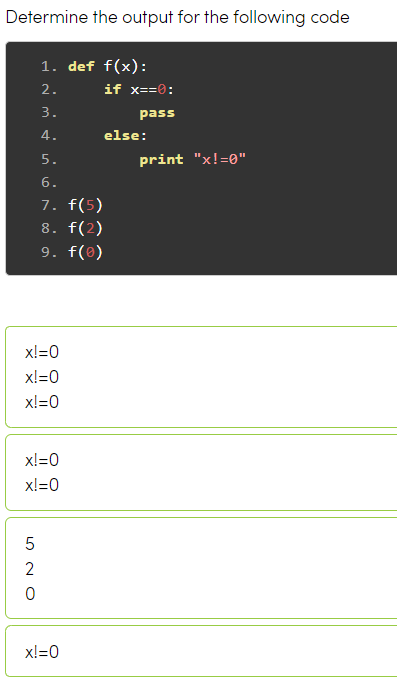 Determine the output for the following code
1. def f(x):
2.     if x==0:
3.         pass
4.     else:
5.         print "x!=0"
6.
7. f(5)
8. f(2)
9. f(0)
x!=0
x!=0
x!=0
x!=0
x!=0
5
2
0
x!=0